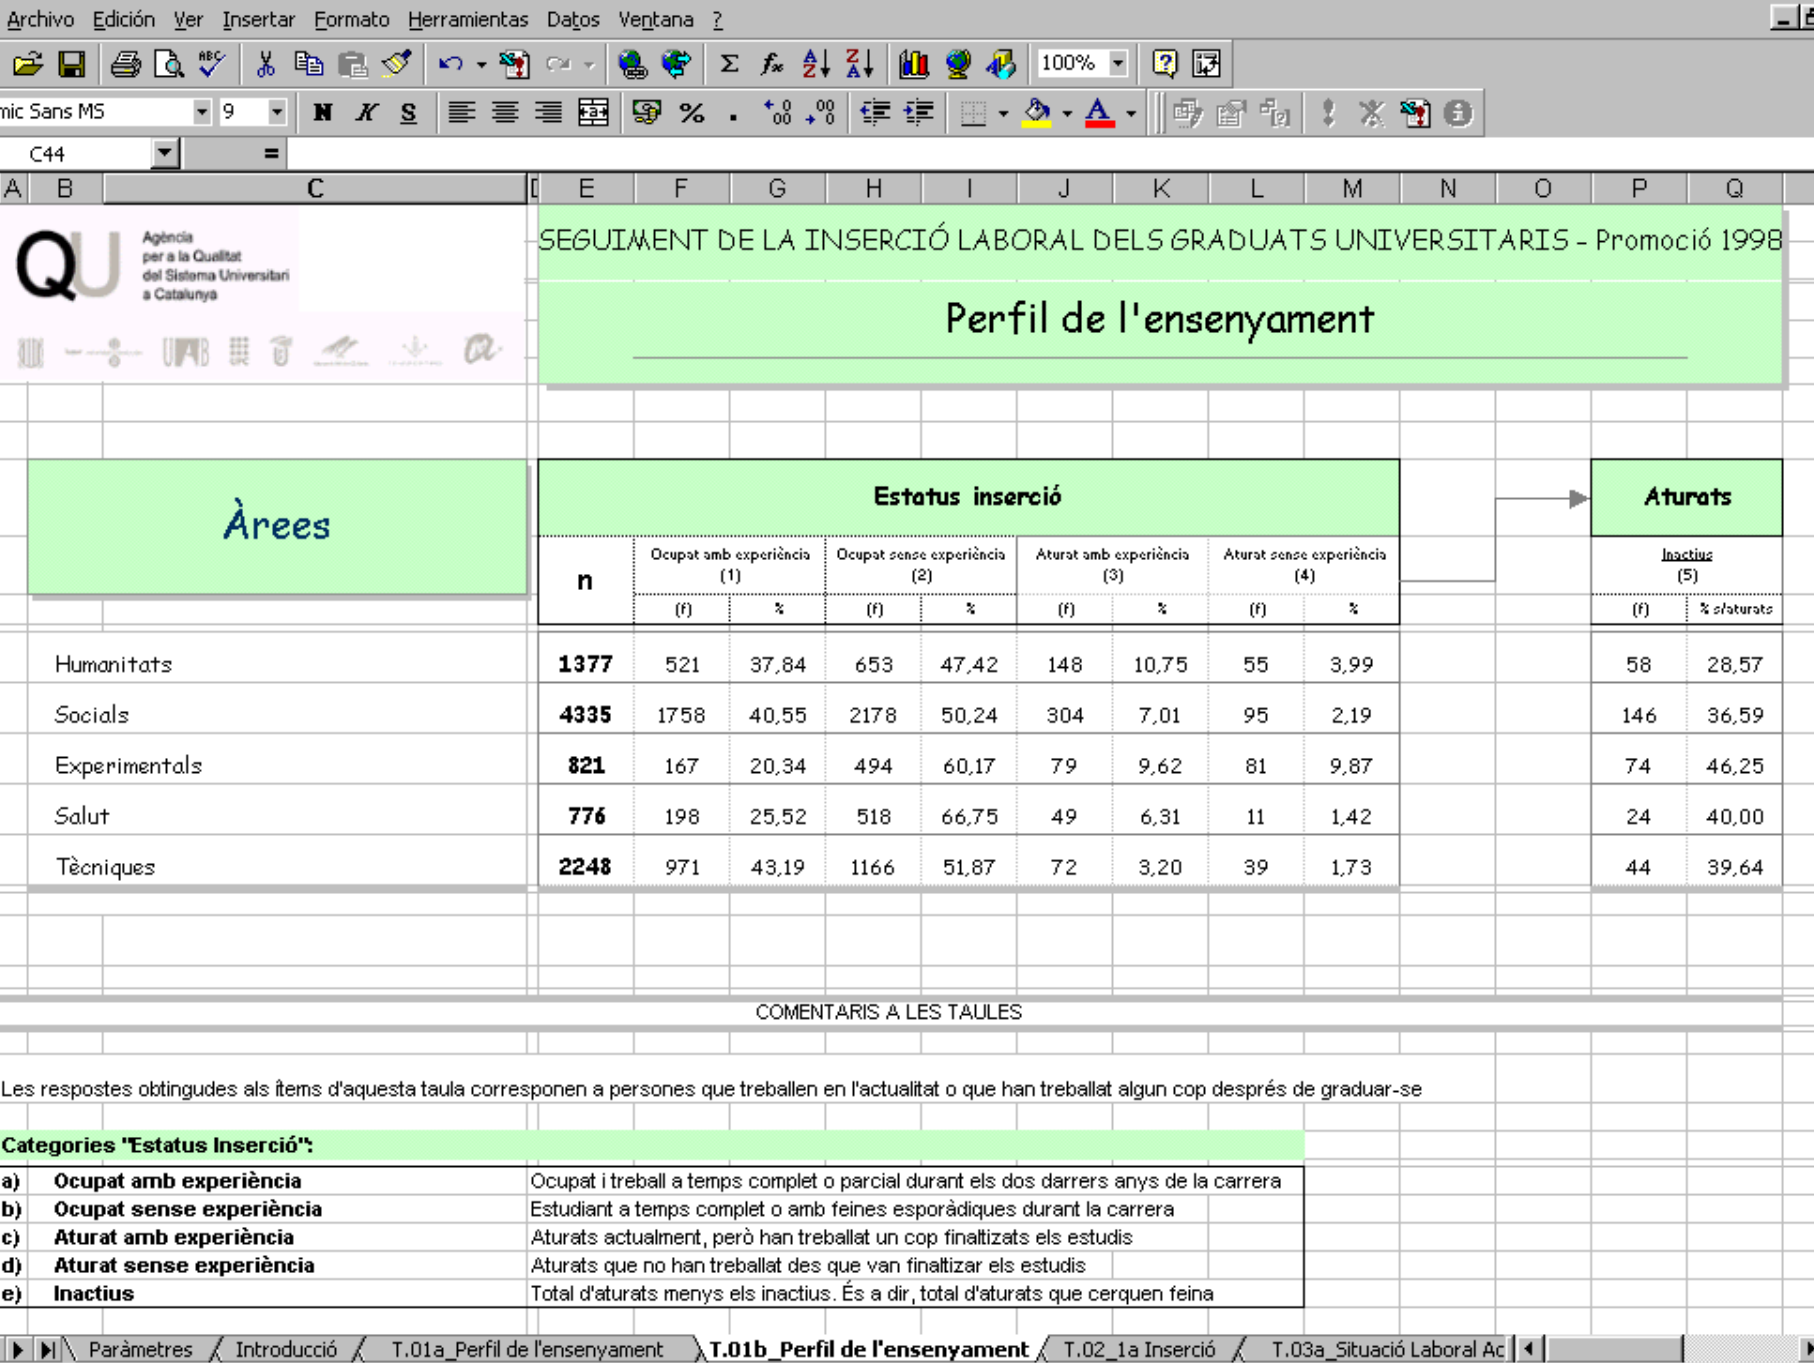 Archivo Edición Ver Insertar Formato Herramientas Datos Ventana ?
100%
mic Sans MS 9 N K S
C44 =
A B C D E F G H I J K L M N O P Q
QU Agència
per a la Qualitat
del Sistema Universitari
a Catalunya
UAB
SEGUIMENT DE LA INSERCIÓ LABORAL DELS GRADUATS UNIVERSITARIS - Promoció 1998
Perfil de l'ensenyament
Àrees
Estatus inserció Aturats
n Ocupat amb experiència Ocupat sense experiència Aturat amb experiència Aturat sense experiència Inactius
(1) (2) (3) (4) (5)
(f) % (f) % (f) % (f) % (f) % s/aturats
Humanitats 1377 521 37,84 653 47,42 148 10,75 55 3,99 58 28,57
Socials 4335 1758 40,55 2178 50,24 304 7,01 95 2,19 146 36,59
Experimentals 821 167 20,34 494 60,17 79 9,62 81 9,87 74 46,25
Salut 776 198 25,52 518 66,75 49 6,31 11 1,42 24 40,00
Tècniques 2248 971 43,19 1166 51,87 72 3,20 39 1,73 44 39,64
COMENTARIS A LES TAULES
Les respostes obtingudes als ítems d'aquesta taula corresponen a persones que treballen en l'actualitat o que han treballat algun cop després de graduar-se
Categories "Estatus Inserció":
a) Ocupat amb experiència Ocupat i treball a temps complet o parcial durant els dos darrers anys de la carrera
b) Ocupat sense experiència Estudiant a temps complet o amb feines esporàdiques durant la carrera
c) Aturat amb experiència Aturats actualment, però han treballat un cop finaltizats els estudis
d) Aturat sense experiència Aturats que no han treballat des que van finaltizar els estudis
e) Inactius Total d'aturats menys els inactius. És a dir, total d'aturats que cerquen feina
Paràmetres Introducció T.01a_Perfil de l'ensenyament T.01b_Perfil de l'ensenyament T.02_1a Inserció T.03a_Situació Laboral Ac